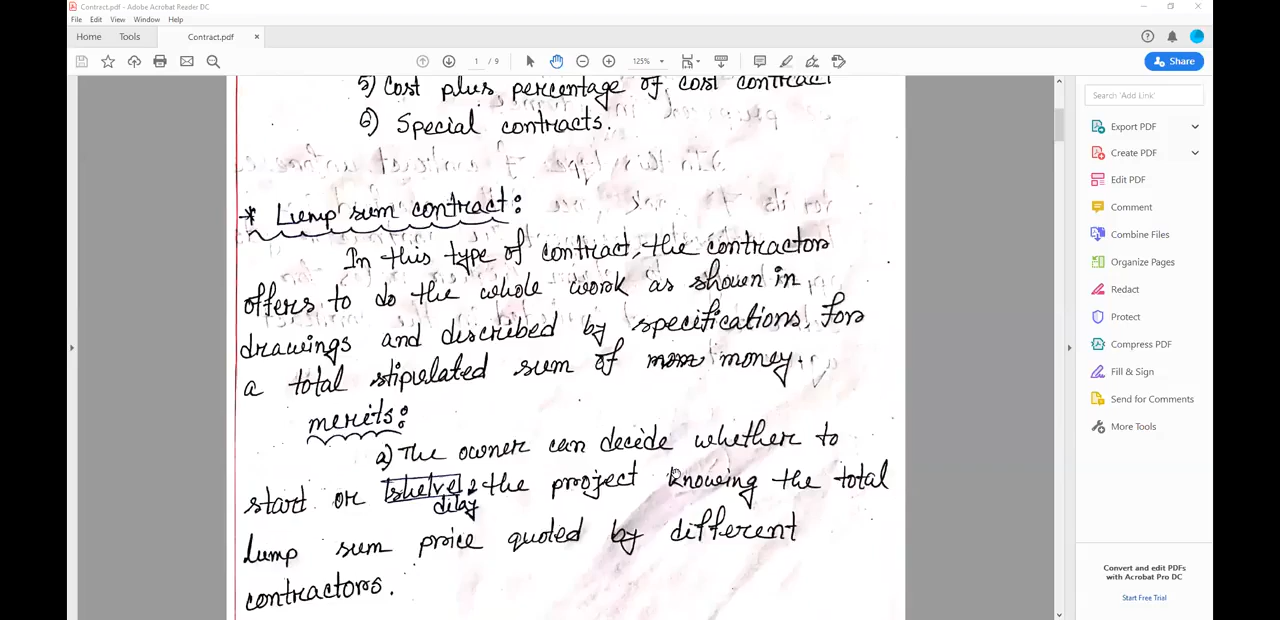 Contract.pdf - Adobe Acrobat Reader DC
File Edit View Window Help
Home Tools Contract.pdf ×
1 / 9 125% Share
5) Cost plus percentage of cost contract
6) Special contracts.
* Lump sum contract:
In this type of contract, the contractor
offers to do the whole work as shown in
drawings and described by specifications. For
a total stipulated sum of money.
merits:
a) The owner can decide whether to
start or shelve the project knowing the total
dilay
Lump sum price quoted by different
contractors.
Search 'Add Link'
Export PDF
Create PDF
Edit PDF
Comment
Combine Files
Organize Pages
Redact
Protect
Compress PDF
Fill & Sign
Send for Comments
More Tools
Convert and edit PDFs
with Acrobat Pro DC
Start Free Trial